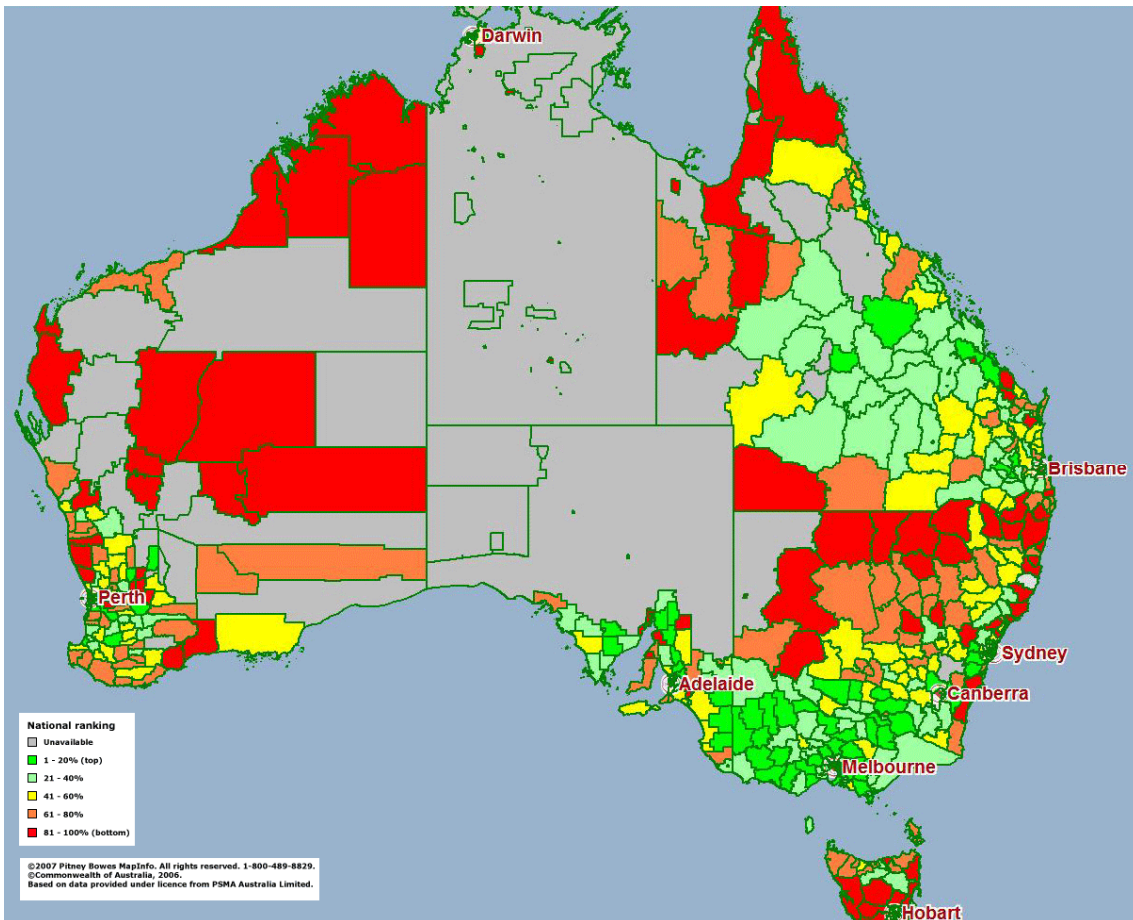 Darwin
Brisbane
Perth
Sydney
Adelaide
Canberra
Melbourne
Hobart
National ranking
Unavailable
1 - 20% (top)
21 - 40%
41 - 60%
61 - 80%
81 - 100% (bottom)
©2007 Pitney Bowes MapInfo. All rights reserved. 1-800-489-8829.
©Commonwealth of Australia, 2006.
Based on data provided under licence from PSMA Australia Limited.